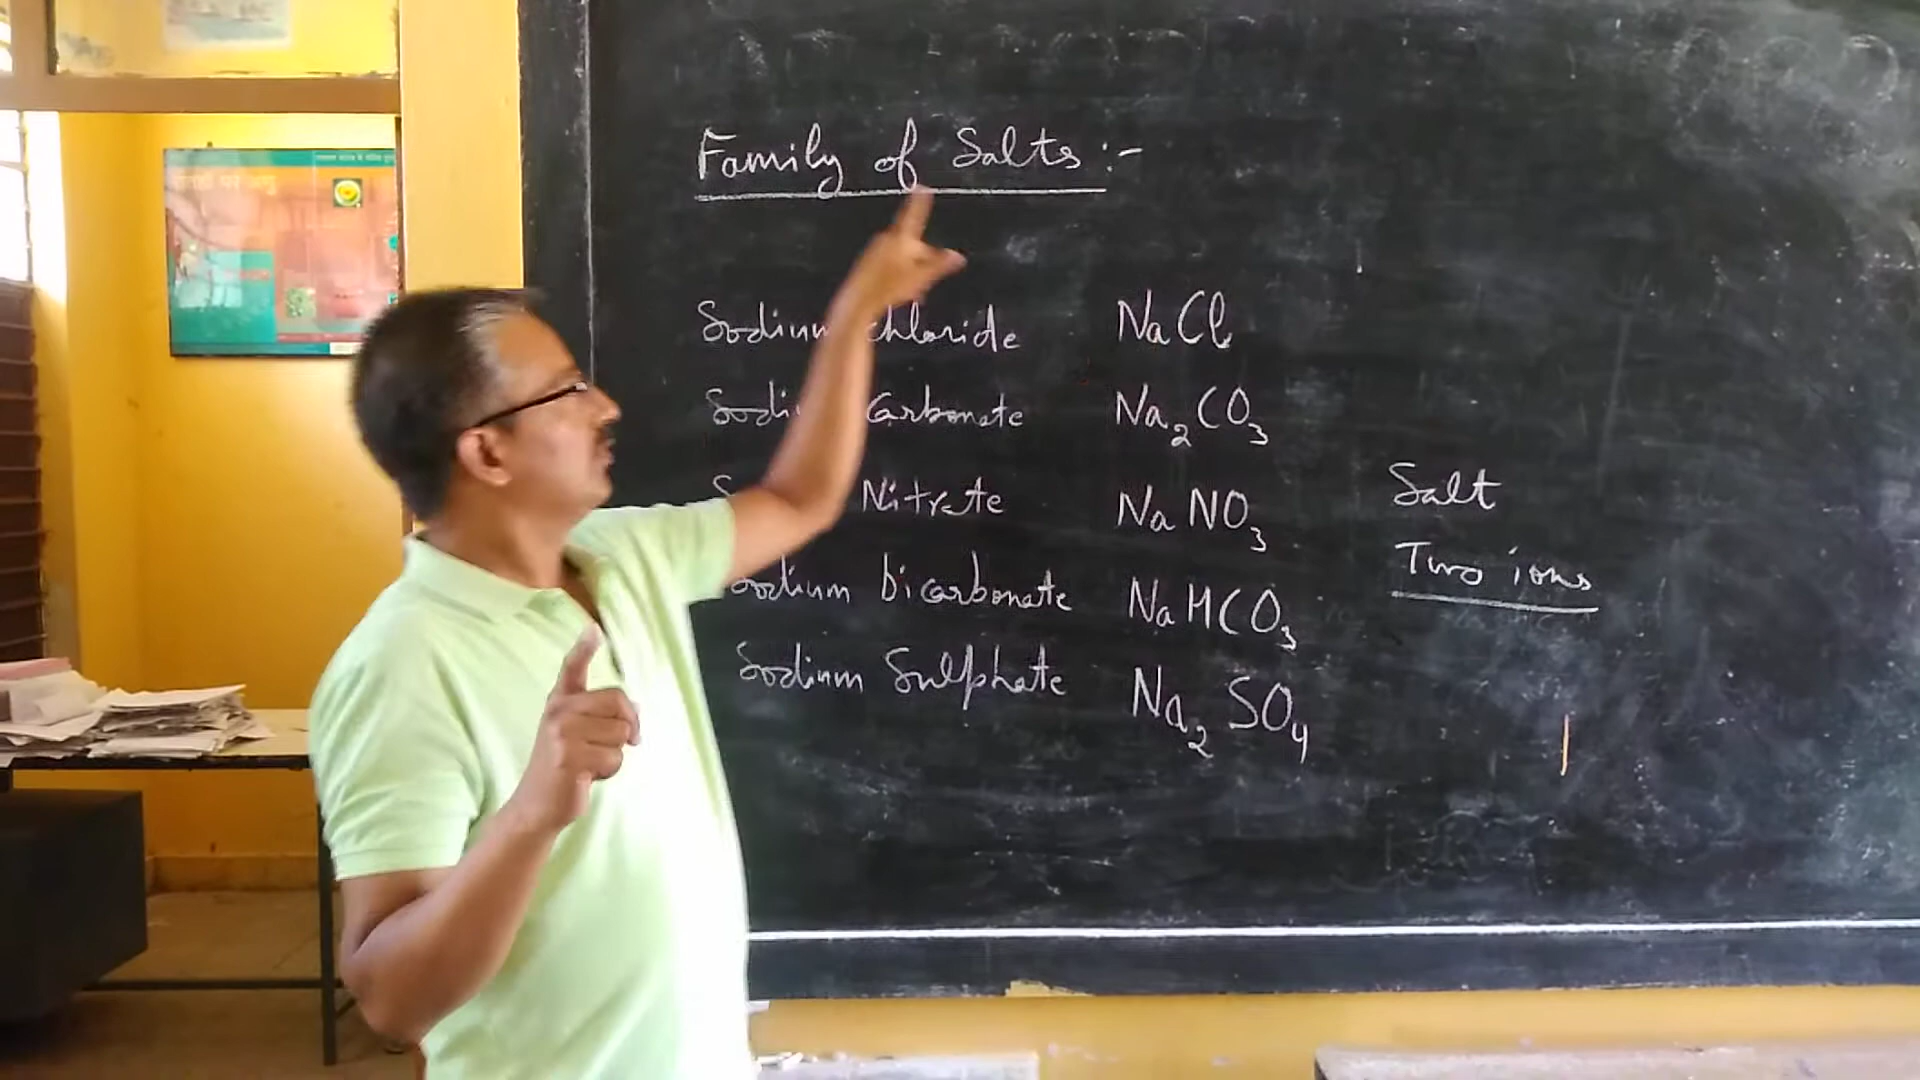 Family of Salts :-
Sodium chloride NaCl
Carbonate Na2CO3
Nitrate NaNO3
Sodium bicarbonate NaHCO3
Sodium Sulphate Na2SO4
Salt
Two ions